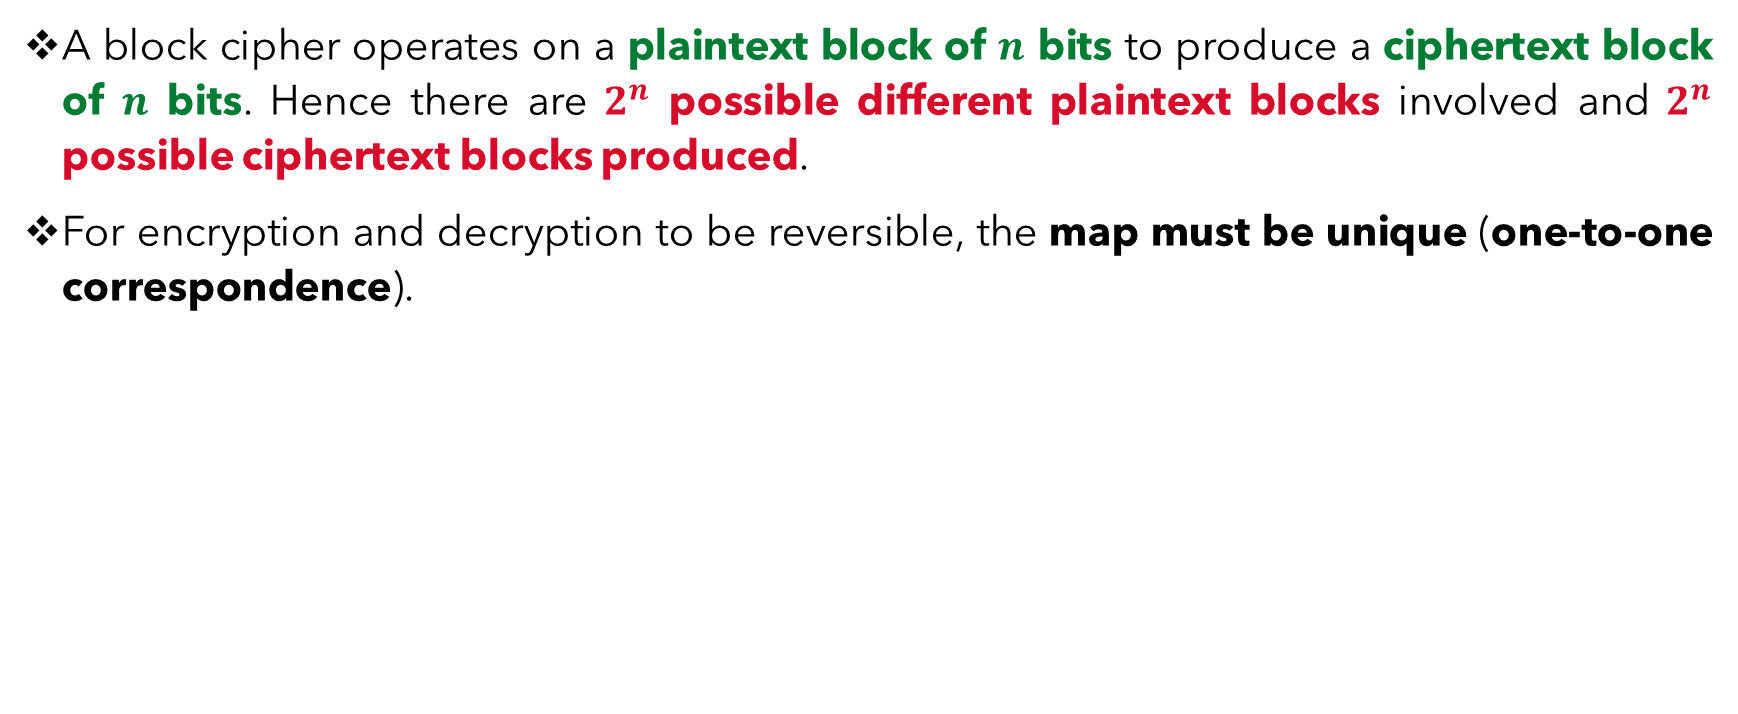 ❖A block cipher operates on a plaintext block of n bits to produce a ciphertext block
of n bits. Hence there are 2ⁿ possible different plaintext blocks involved and 2ⁿ
possible ciphertext blocks produced.
❖For encryption and decryption to be reversible, the map must be unique (one-to-one
correspondence).